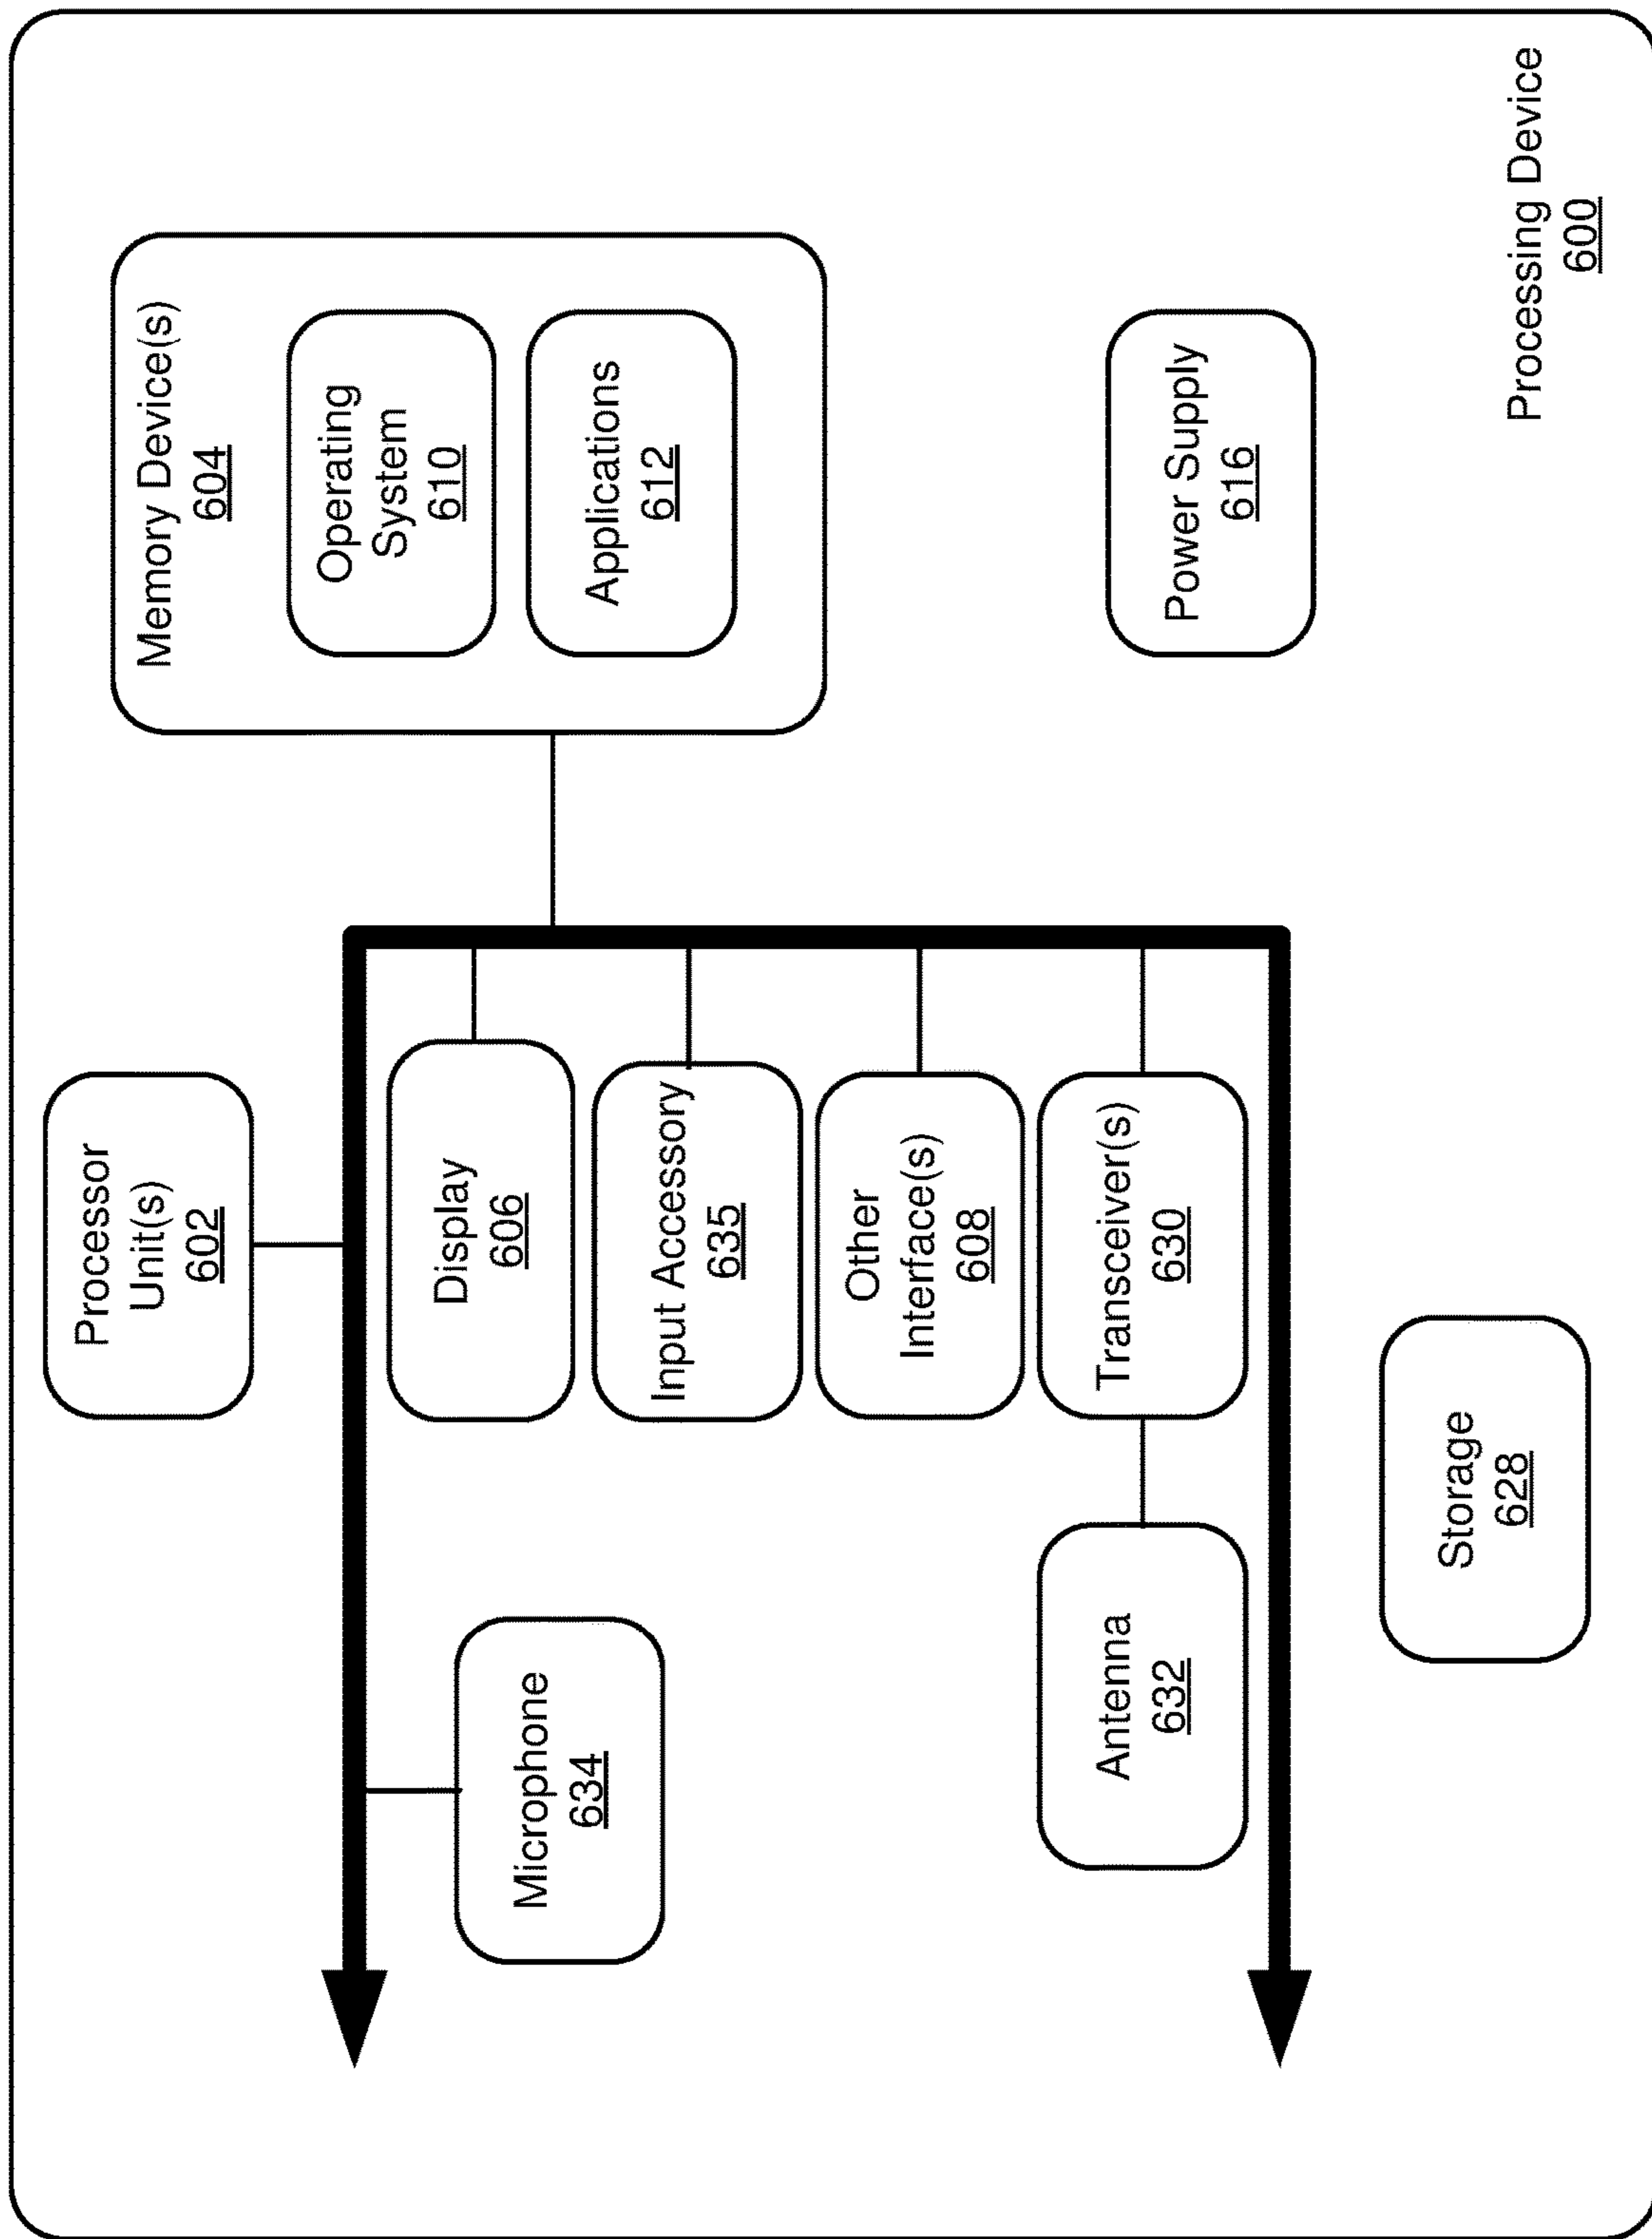 Processor
Unit(s)
602
Memory Device(s)
604
Operating
System
610
Applications
612
Display
606
Input Accessory
635
Other
Interface(s)
608
Transceiver(s)
630
Microphone
634
Antenna
632
Power Supply
616
Storage
628
Processing Device
600